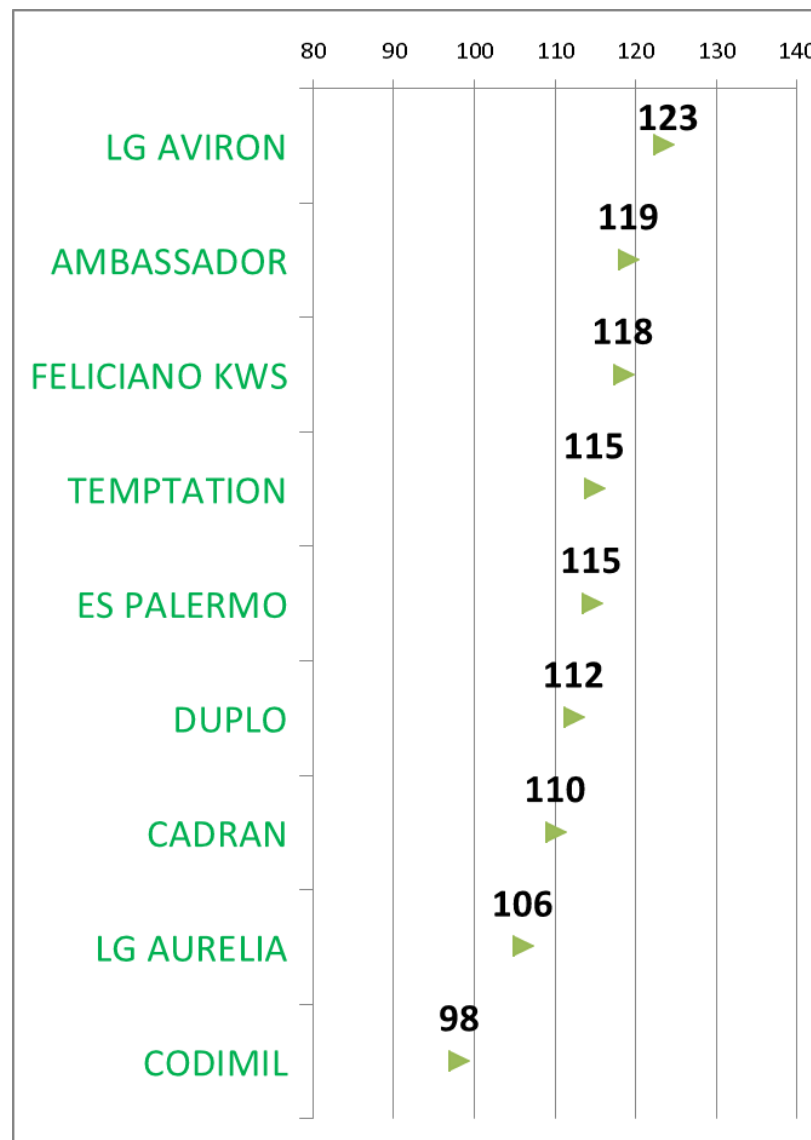 80 90 100 110 120 130 140
123
LG AVIRON
119
AMBASSADOR
118
FELICIANO KWS
115
TEMPTATION
115
ES PALERMO
112
DUPLO
110
CADRAN
106
LG AURELIA
98
CODIMIL